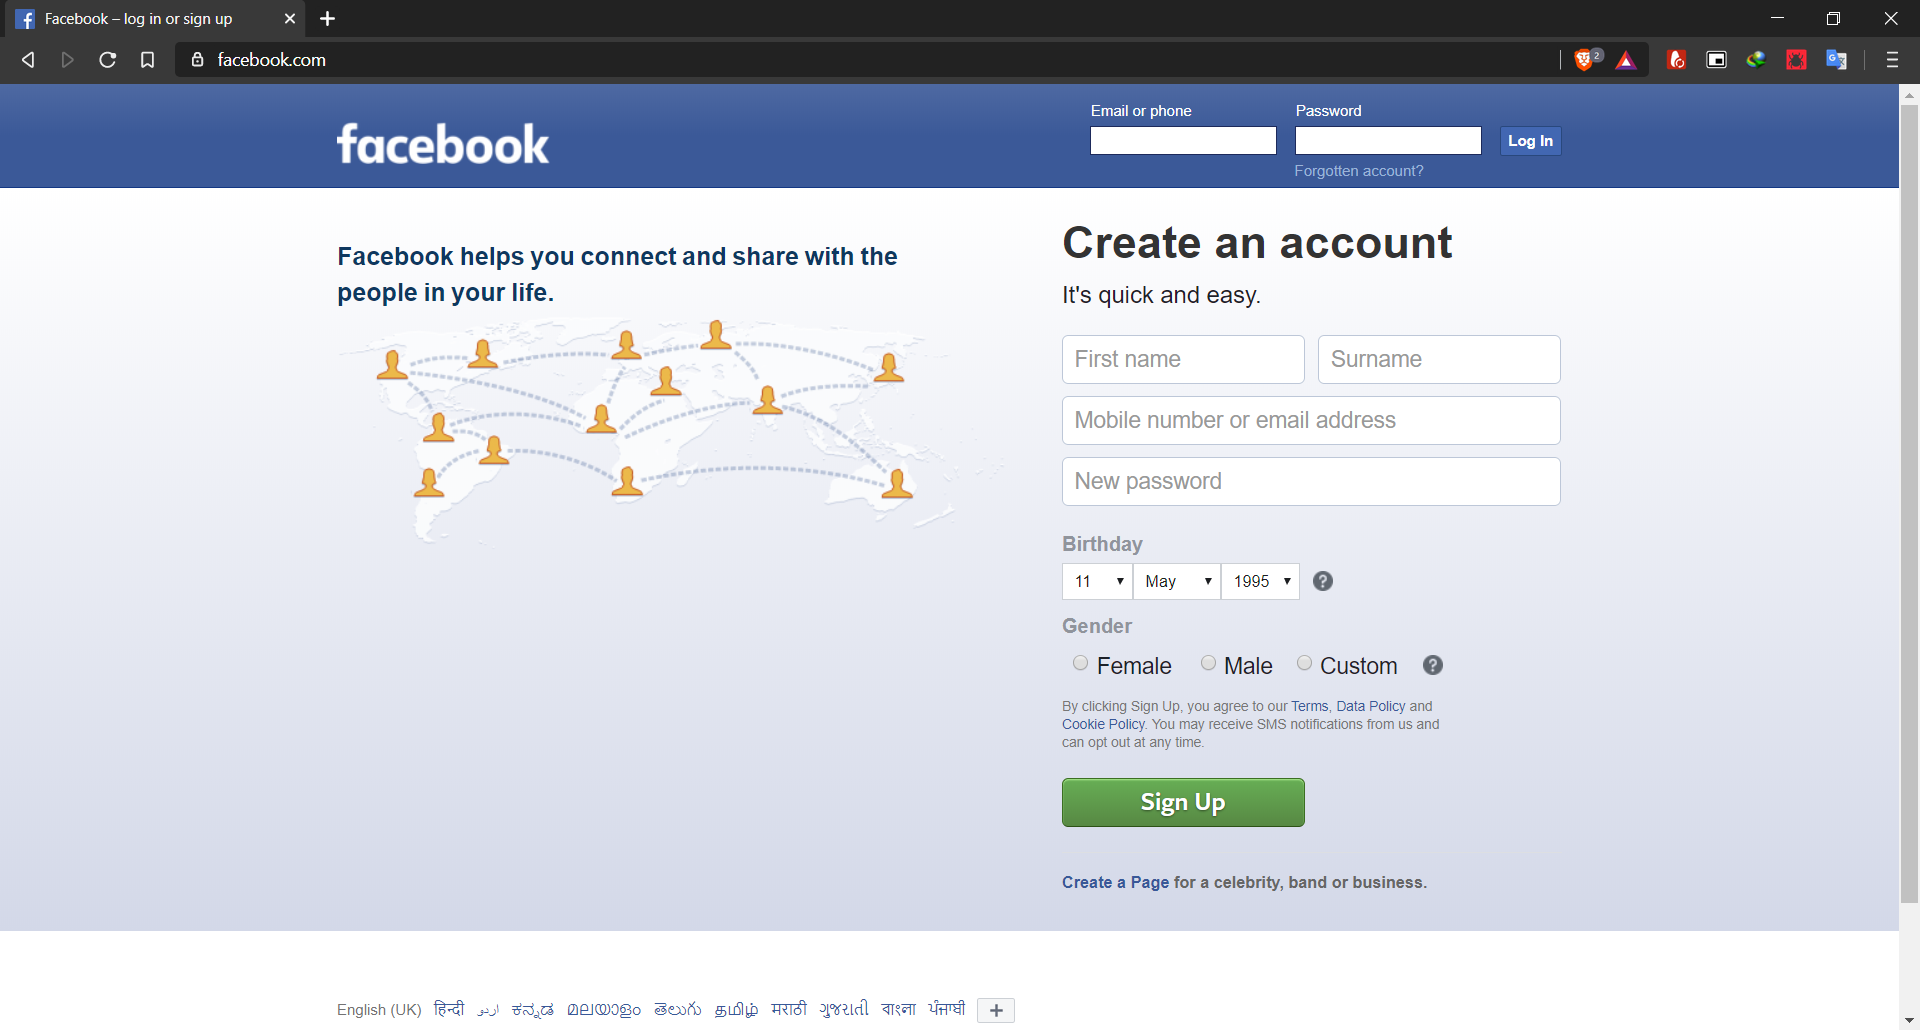 Facebook – log in or sign up
facebook.com
2
Email or phone
Password
Log In
Forgotten account?
facebook
Facebook helps you connect and share with the
people in your life.
Create an account
It's quick and easy.
First name
Surname
Mobile number or email address
New password
Birthday
11 May 1995
Gender
Female Male Custom
By clicking Sign Up, you agree to our Terms, Data Policy and
Cookie Policy. You may receive SMS notifications from us and
can opt out at any time.
Sign Up
Create a Page for a celebrity, band or business.
English (UK) हिन्दी اردو ಕನ್ನಡ മലയാളം తెలుగు தமிழ் मराठी ગુજરાતી বাংলা ਪੰਜਾਬੀ +